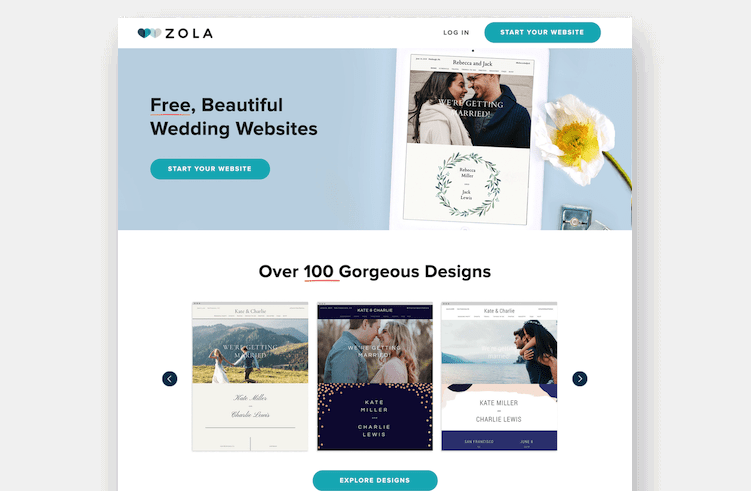 ZOLA
LOG IN
START YOUR WEBSITE
Free, Beautiful
Wedding Websites
START YOUR WEBSITE
Rebecca and Jack
WE'RE GETTING
MARRIED!
Rebecca
Miller
Jack
Lewis
Over 100 Gorgeous Designs
Kate & Charlie
WE'RE GETTING
MARRIED
Kate Miller
Charlie Lewis
KATE & CHARLIE
WE'RE GETTING
MARRIED!
KATE
MILLER
CHARLIE
LEWIS
Kate & Charlie
KATE MILLER
CHARLIE LEWIS
SAN FRANCISCO
JUNE 8
EXPLORE DESIGNS